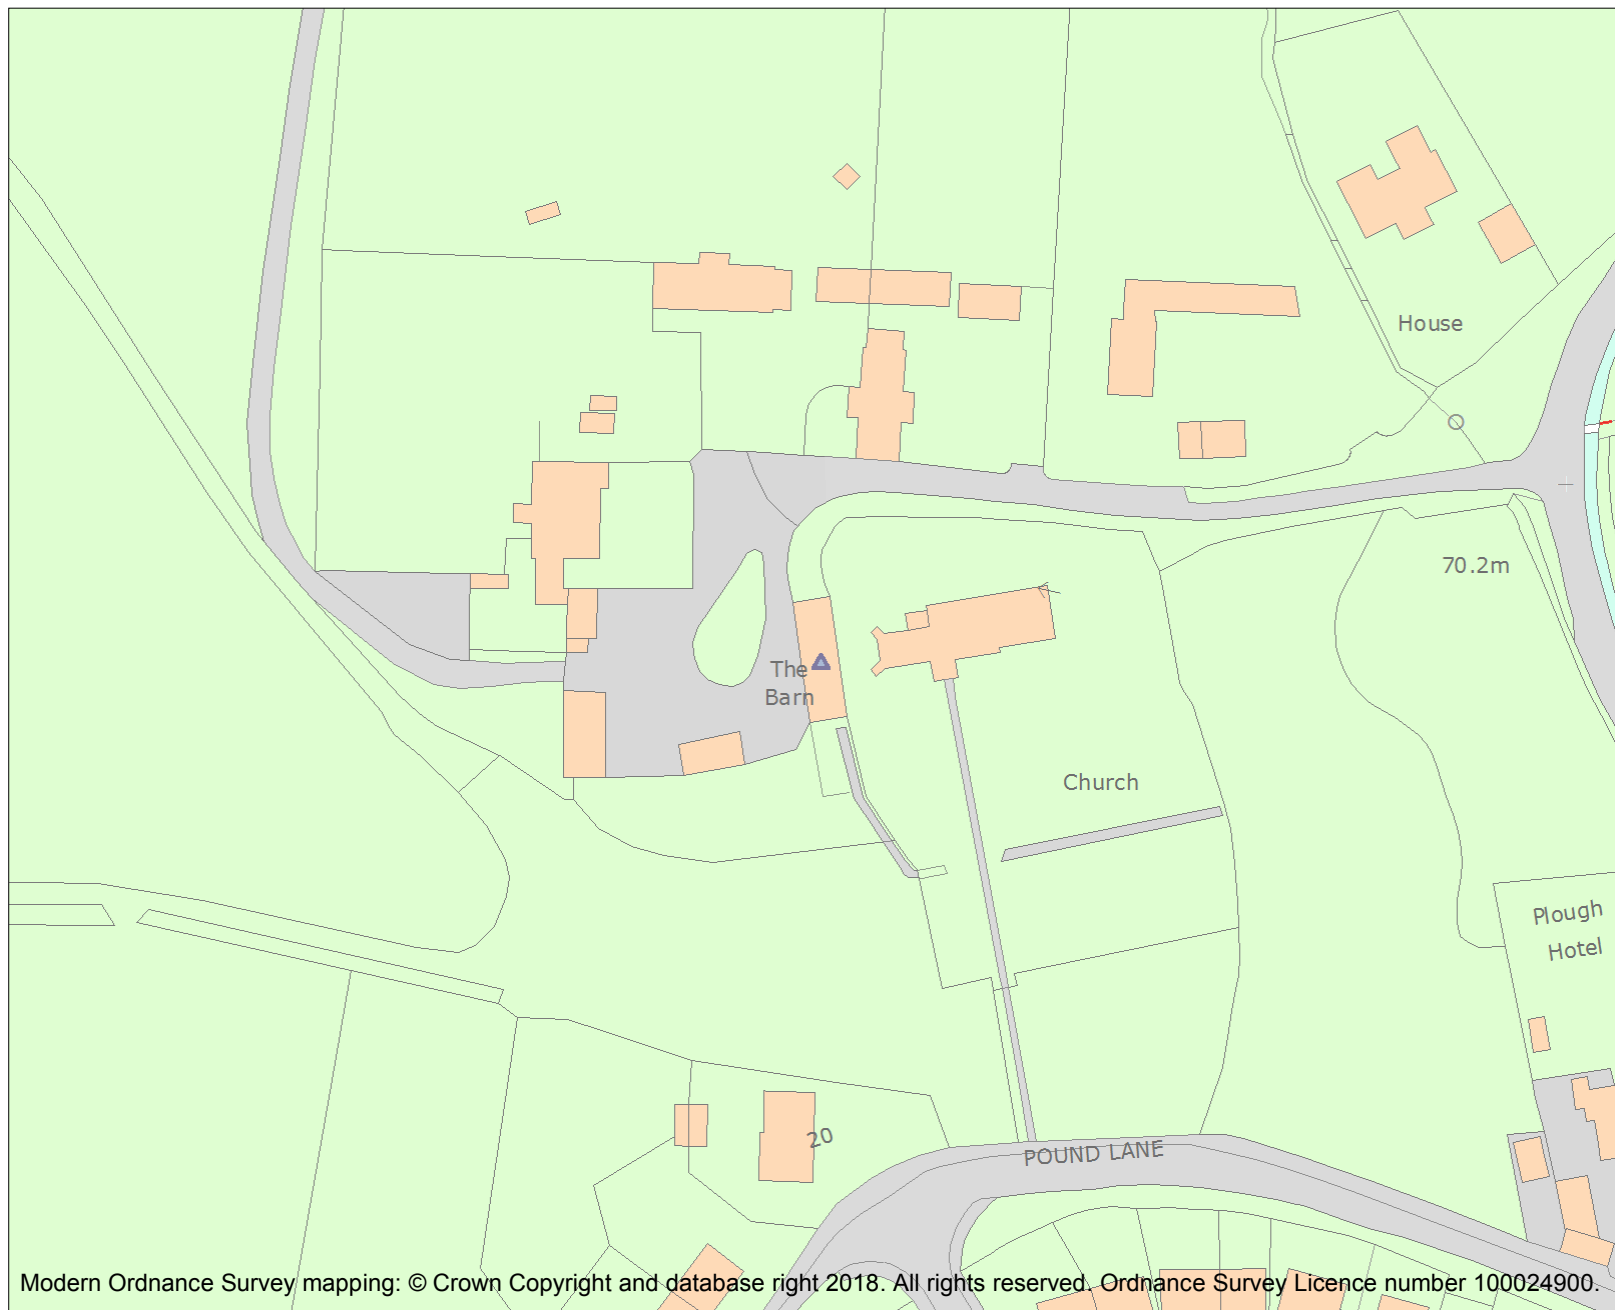 House
70.2m
The
Barn
Church
Plough
Hotel
20
POUND LANE
Modern Ordnance Survey mapping: © Crown Copyright and database right 2018. All rights reserved. Ordnance Survey Licence number 100024900.